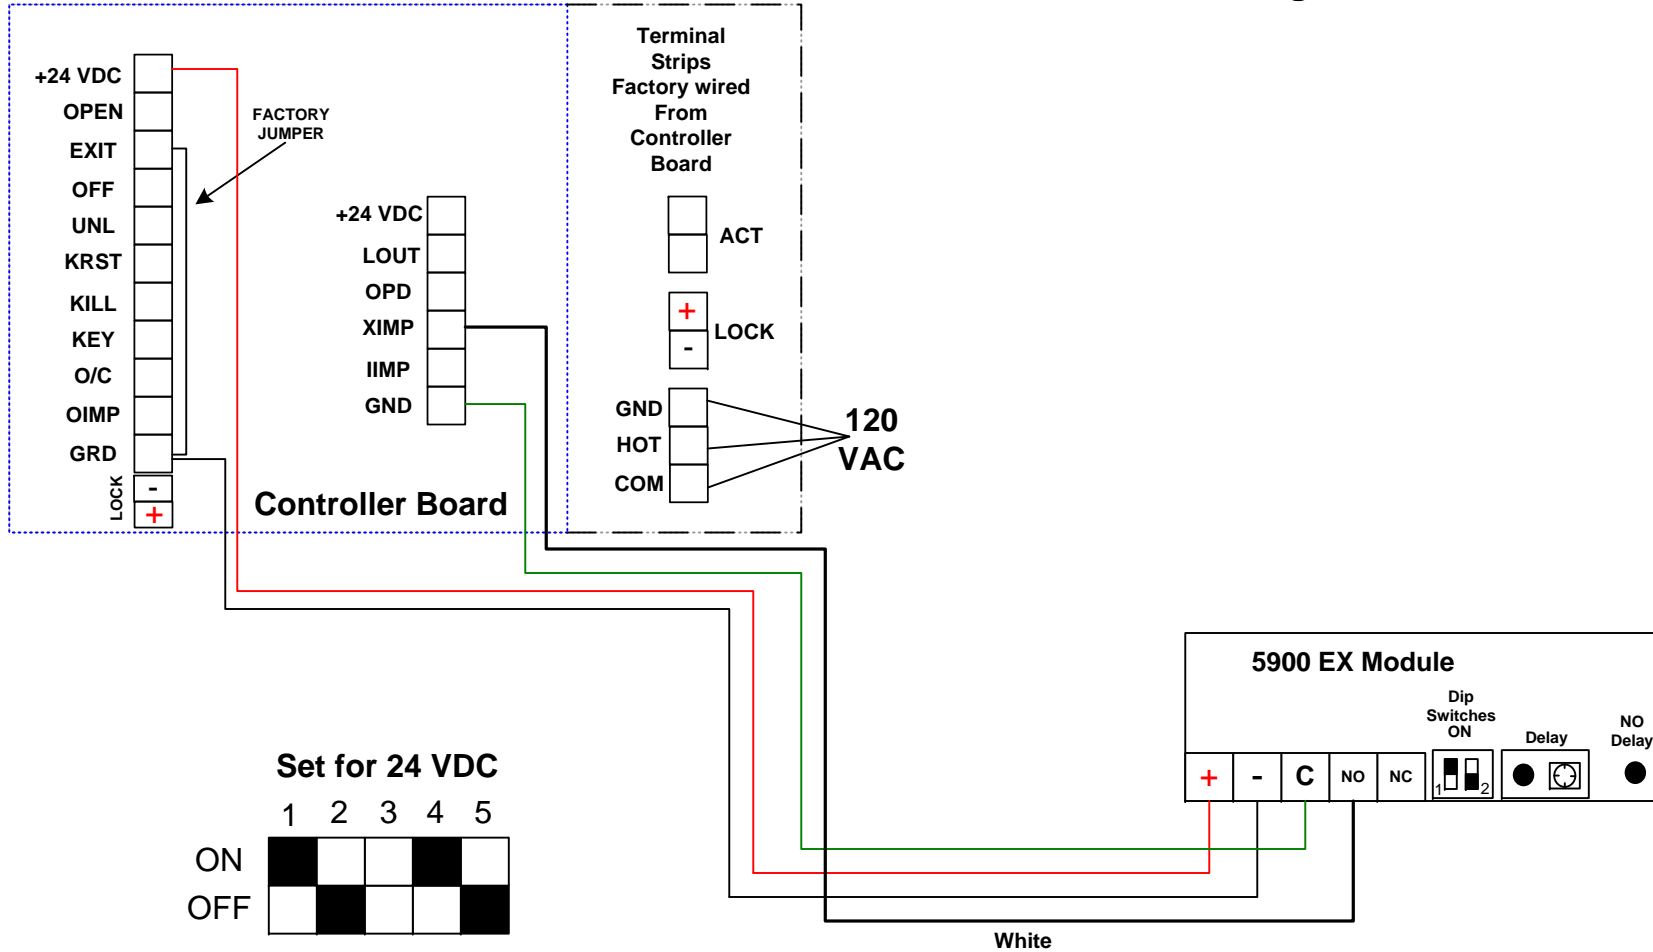 Terminal
Strips
Factory wired
From
Controller
Board
+24 VDC
OPEN
EXIT
OFF
UNL
KRST
KILL
KEY
O/C
OIMP
GRD
LOCK
-
+
FACTORY
JUMPER
+24 VDC
LOUT
OPD
XIMP
IIMP
GND
Controller Board
ACT
+
-
LOCK
GND
HOT
COM
120
VAC
5900 EX Module
Dip
Switches
ON
Delay
NO
Delay
+ - C NO NC
1 2
Set for 24 VDC
1 2 3 4 5
ON
OFF
White